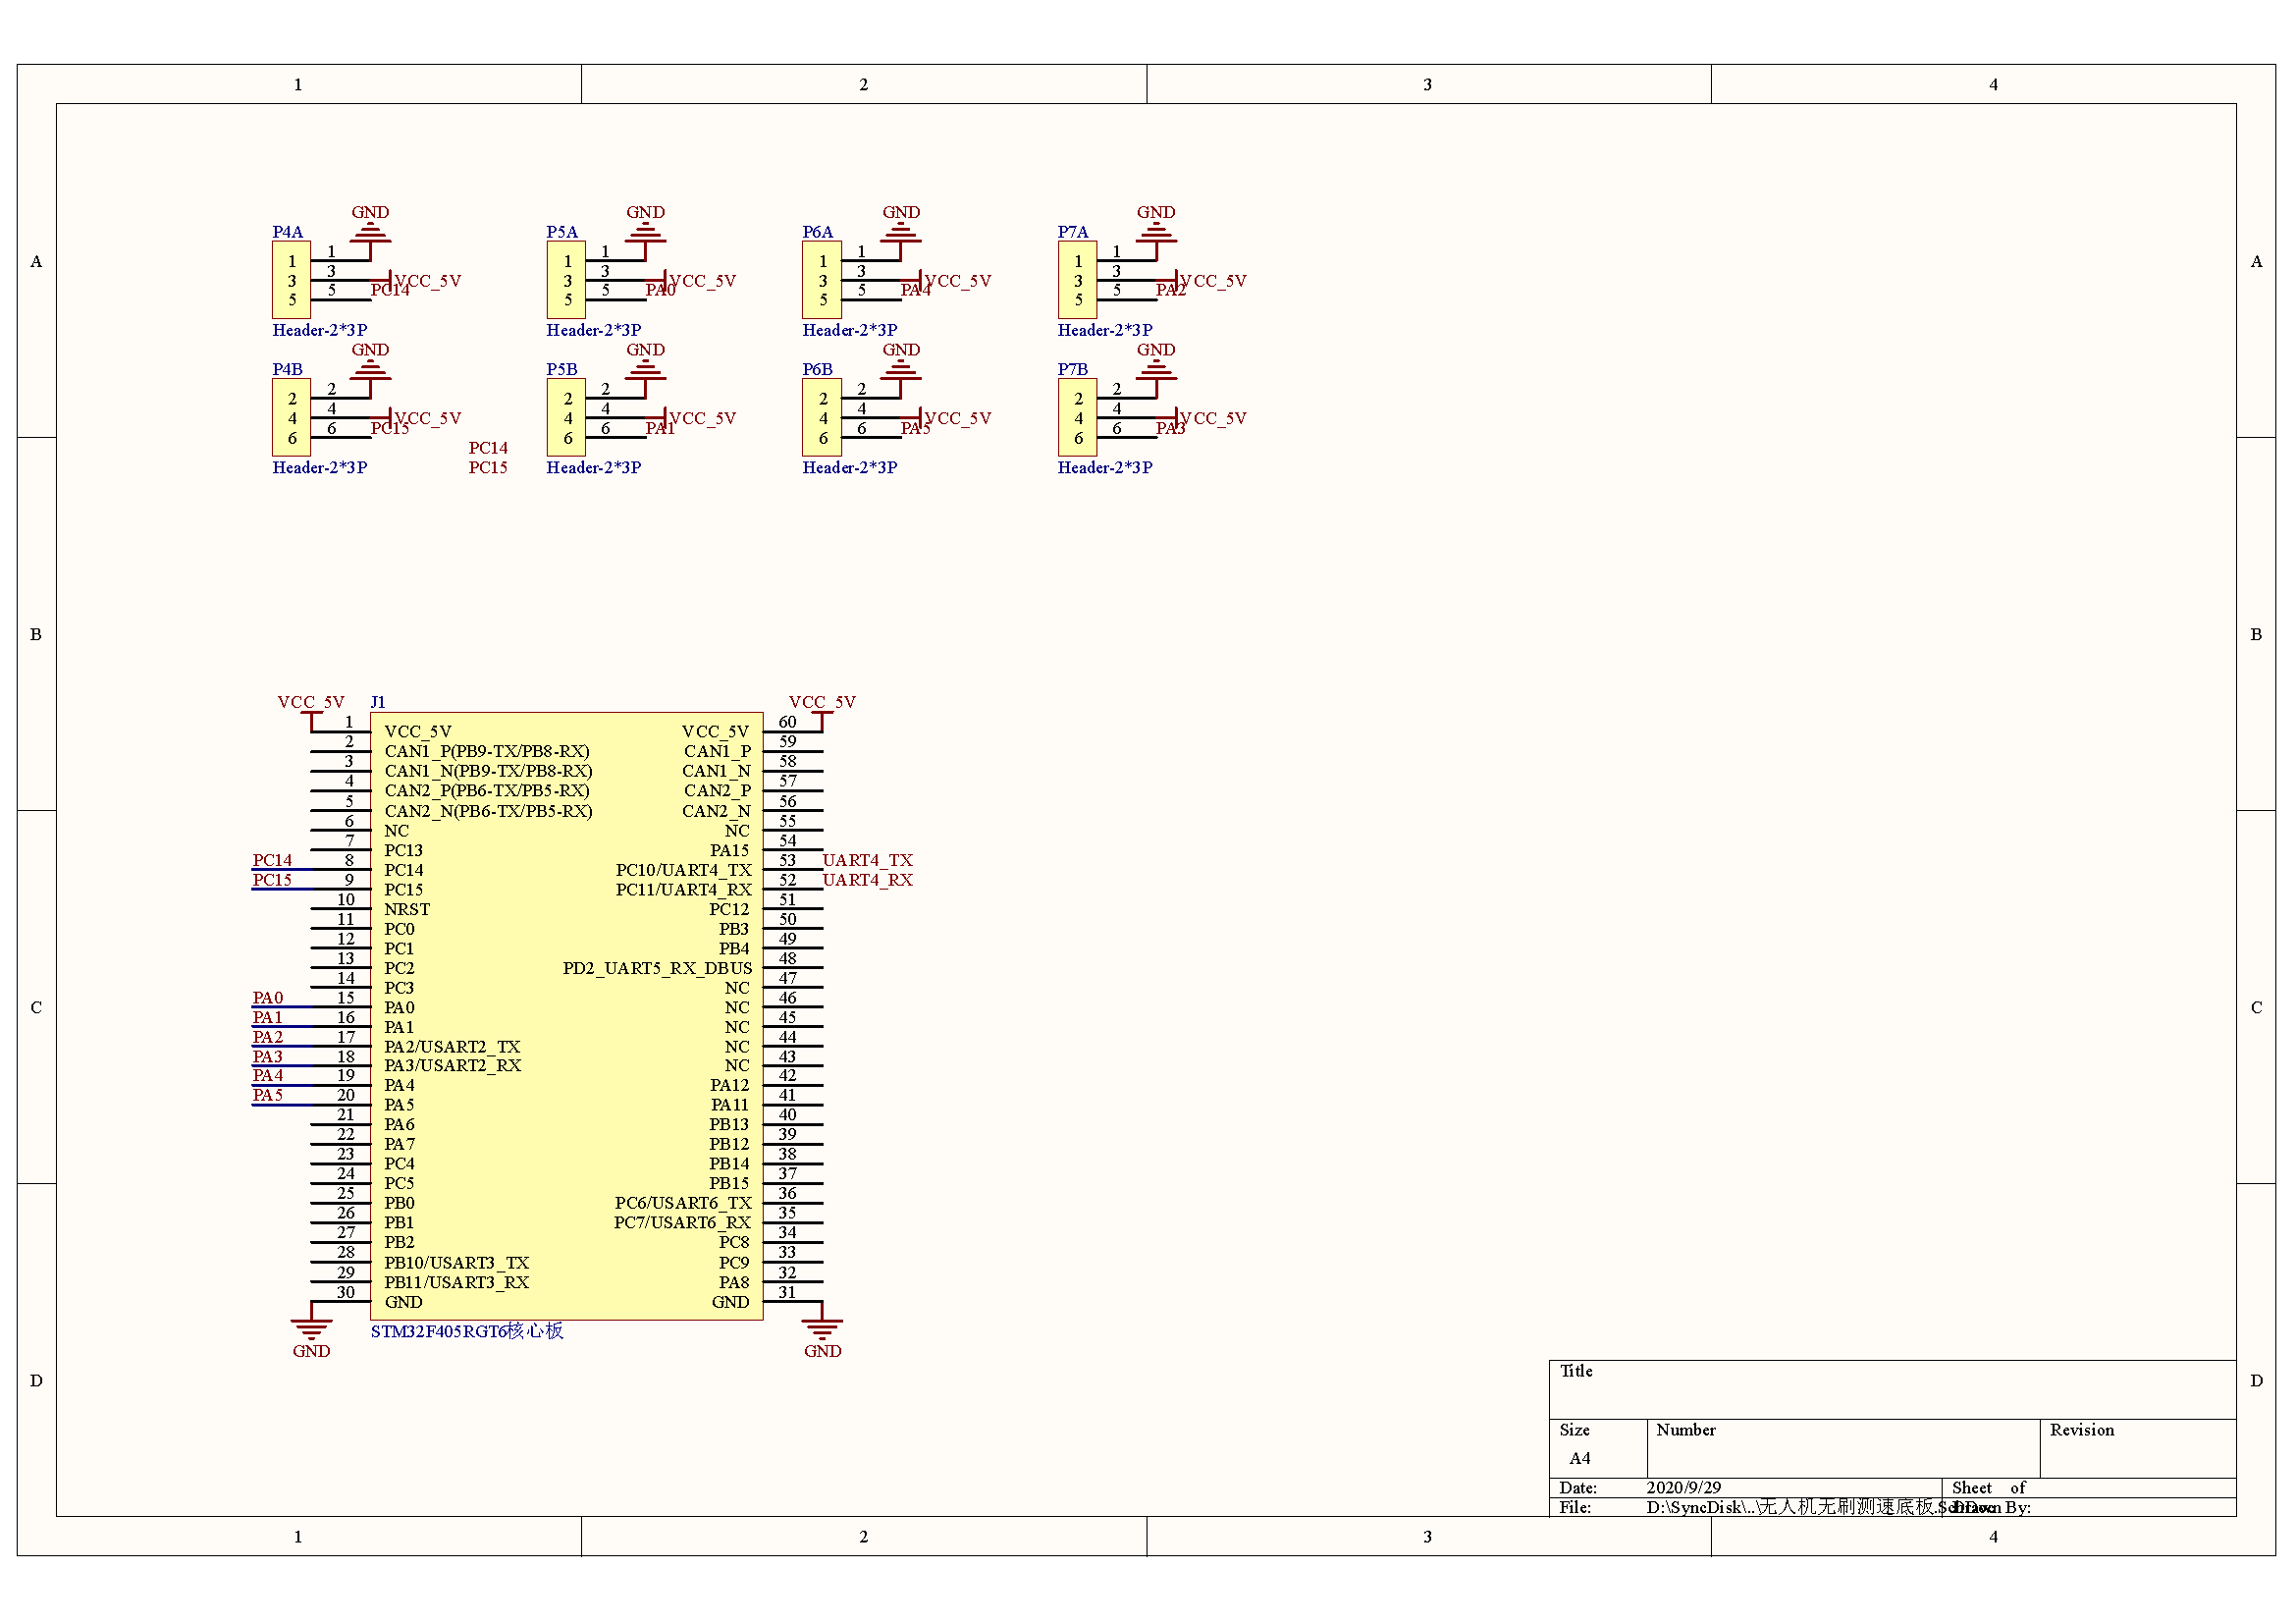 1 2 3 4
A A
GND GND GND GND
P4A P5A P6A P7A
1 1 1 1 1 1 1 1
3 3 VCC_5V 3 3 VCC_5V 3 3 VCC_5V 3 3 VCC_5V
5 5 PC14 5 5 PA0 5 5 PA4 5 5 PA2
Header-2*3P Header-2*3P Header-2*3P Header-2*3P
GND GND GND GND
P4B P5B P6B P7B
2 2 2 2 2 2 2 2
4 4 VCC_5V 4 4 VCC_5V 4 4 VCC_5V 4 4 VCC_5V
6 6 PC15 6 6 PA1 6 6 PA5 6 6 PA3
PC14
PC15
Header-2*3P Header-2*3P Header-2*3P Header-2*3P
B B
VCC_5V J1 VCC_5V
1 VCC_5V VCC_5V 60
2 CAN1_P(PB9-TX/PB8-RX) CAN1_P 59
3 CAN1_N(PB9-TX/PB8-RX) CAN1_N 58
4 CAN2_P(PB6-TX/PB5-RX) CAN2_P 57
5 CAN2_N(PB6-TX/PB5-RX) CAN2_N 56
6 NC NC 55
7 PC13 PA15 54
PC14 8 PC14 PC10/UART4_TX 53 UART4_TX
PC15 9 PC15 PC11/UART4_RX 52 UART4_RX
10 NRST PC12 51
11 PC0 PB3 50
12 PC1 PB4 49
13 PC2 PD2_UART5_RX_DBUS 48
14 PC3 NC 47
PA0 15 PA0 NC 46
C C
PA1 16 PA1 NC 45
PA2 17 PA2/USART2_TX NC 44
PA3 18 PA3/USART2_RX NC 43
PA4 19 PA4 PA12 42
PA5 20 PA5 PA11 41
21 PA6 PB13 40
22 PA7 PB12 39
23 PC4 PB14 38
24 PC5 PB15 37
25 PB0 PC6/USART6_TX 36
26 PB1 PC7/USART6_RX 35
27 PB2 PC8 34
28 PB10/USART3_TX PC9 33
29 PB11/USART3_RX PA8 32
30 GND GND 31
STM32F405RGT6核心板
GND GND
D D
Title
Size Number Revision
A4
Date: 2020/9/29 Sheet of
File: D:\SyncDisk\..\无人机无刷测速底板.SchDoc Drawn By:
1 2 3 4